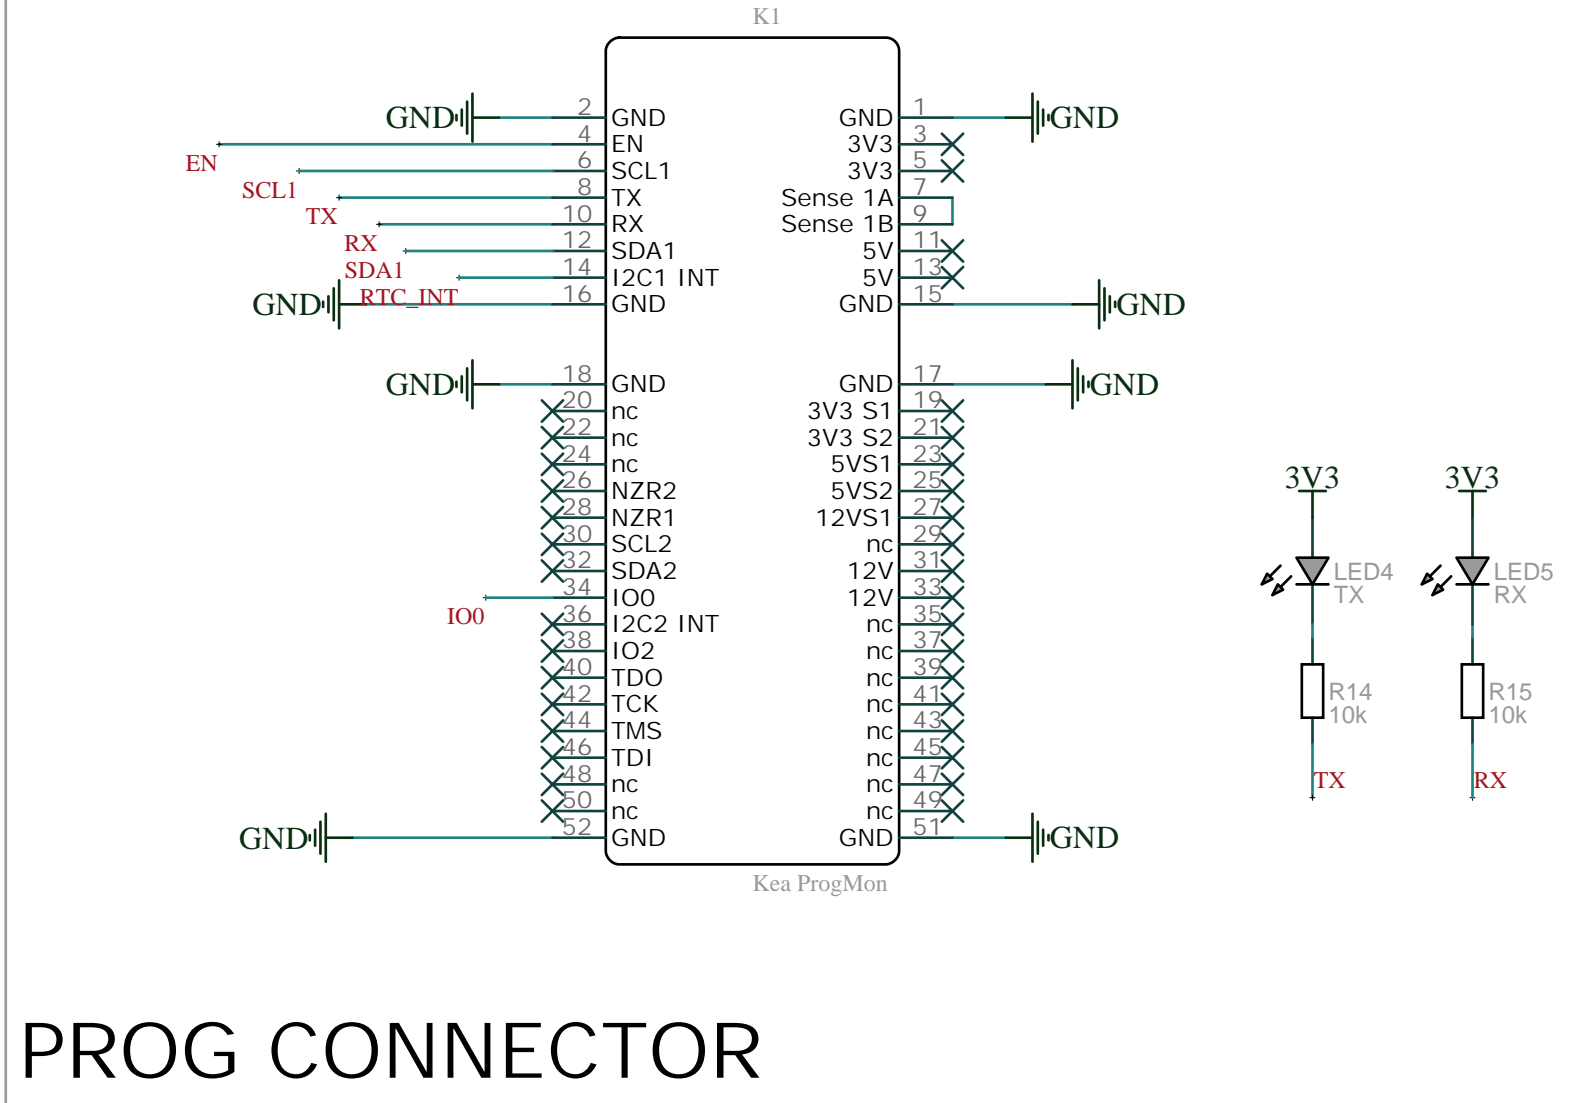 K1
GND 2 GND GND 1 GND
EN 4 EN 3V3 3
SCL1 6 SCL1 3V3 5
TX 8 TX Sense 1A 7
RX 10 RX Sense 1B 9
SDA1 12 SDA1 5V 11
RTC_INT 14 I2C1 INT 5V 13
GND 16 GND GND 15 GND
GND 18 GND GND 17 GND
20 nc 3V3 S1 19
22 nc 3V3 S2 21
24 nc 5VS1 23
26 NZR2 5VS2 25
28 NZR1 12VS1 27
30 SCL2 nc 29
32 SDA2 12V 31
IO0 34 IO0 12V 33
36 I2C2 INT nc 35
38 IO2 nc 37
40 TDO nc 39
42 TCK nc 41
44 TMS nc 43
46 TDI nc 45
48 nc nc 47
50 nc nc 49
GND 52 GND GND 51 GND
Kea ProgMon
3V3
LED4
TX
R14
10k
TX
3V3
LED5
RX
R15
10k
RX
PROG CONNECTOR